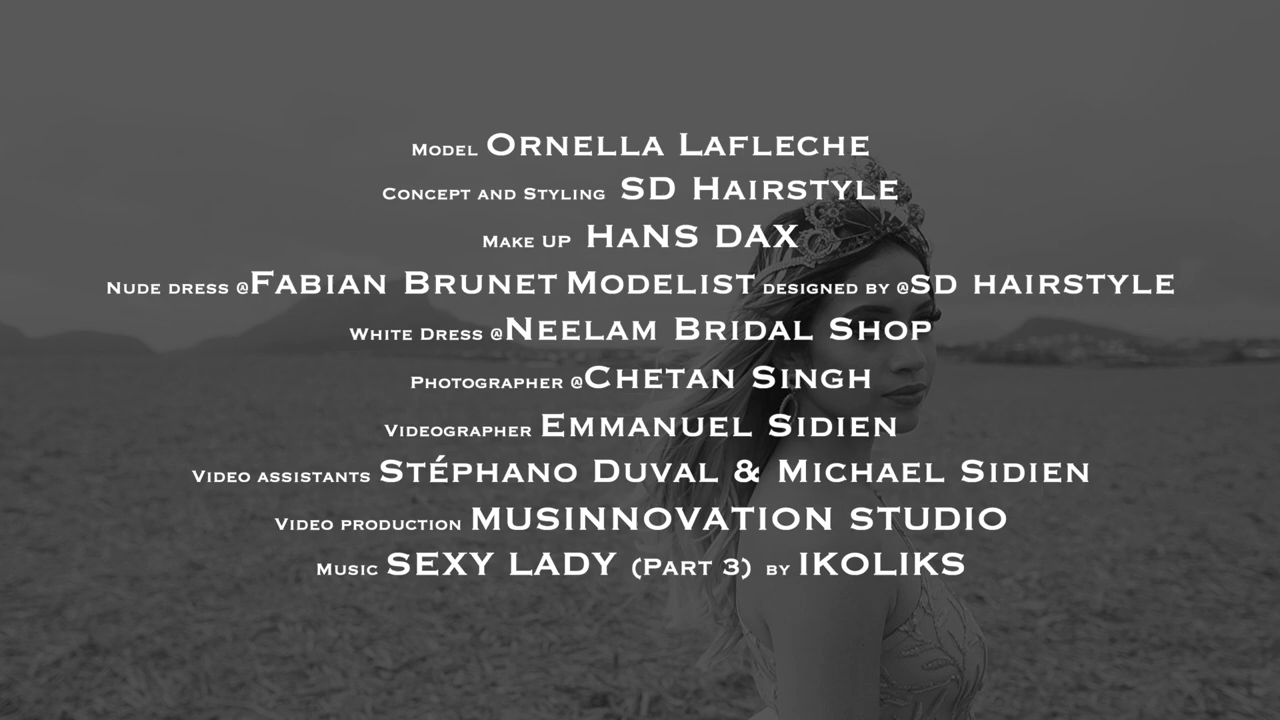 Model Ornella Lafleche
Concept and Styling SD Hairstyle
Make up HaNS DAX
Nude dress @Fabian Brunet Modelist designed by @SD hairstyle
White Dress @Neelam Bridal Shop
Photographer @Chetan Singh
Videographer Emmanuel Sidien
Video assistants Stéphano Duval & Michael Sidien
Video production MUSINNOVATION STUDIO
Music SEXY LADY (Part 3) by IKOLIKS